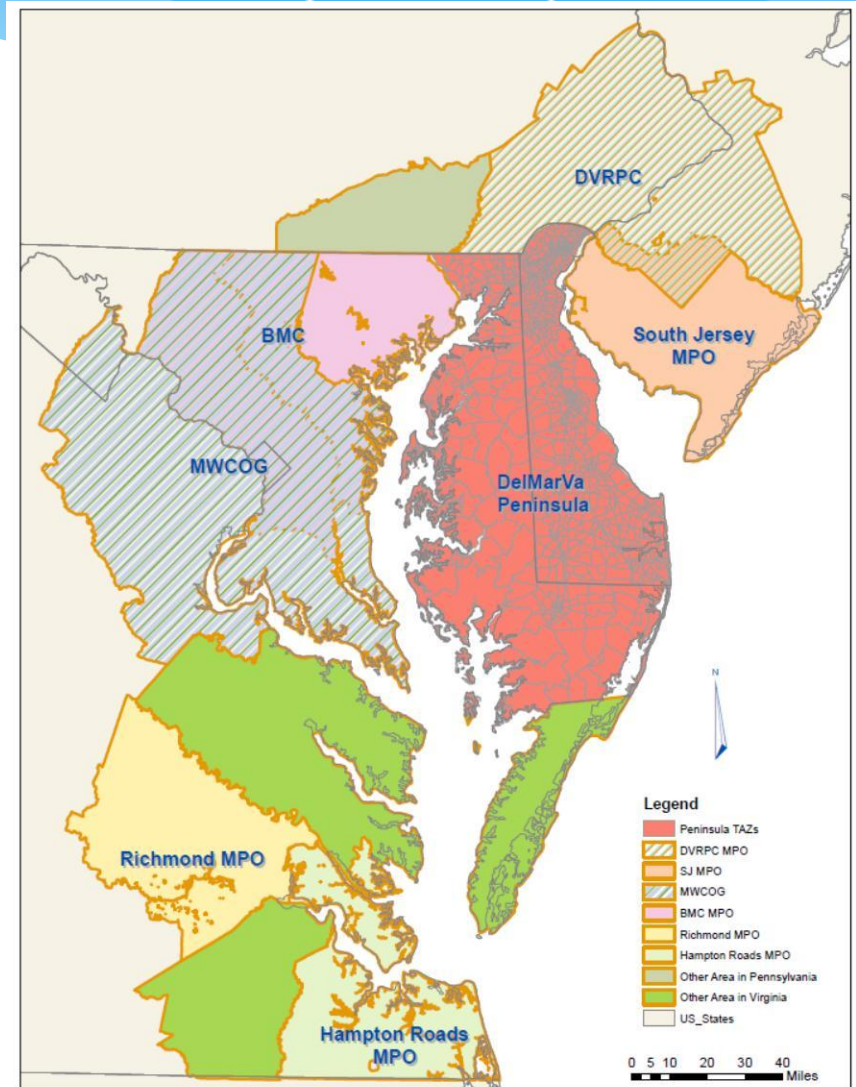 DVRPC
South Jersey
MPO
BMC
MWCOG
DelMarVa
Peninsula
N
Richmond MPO
Hampton Roads
MPO
Legend
Peninsula TAZs
DVRPC MPO
SJ MPO
MWCOG
BMC MPO
Richmond MPO
Hampton Roads MPO
Other Area in Pennsylvania
Other Area in Virginia
US_States
0 5 10 20 30 40
Miles